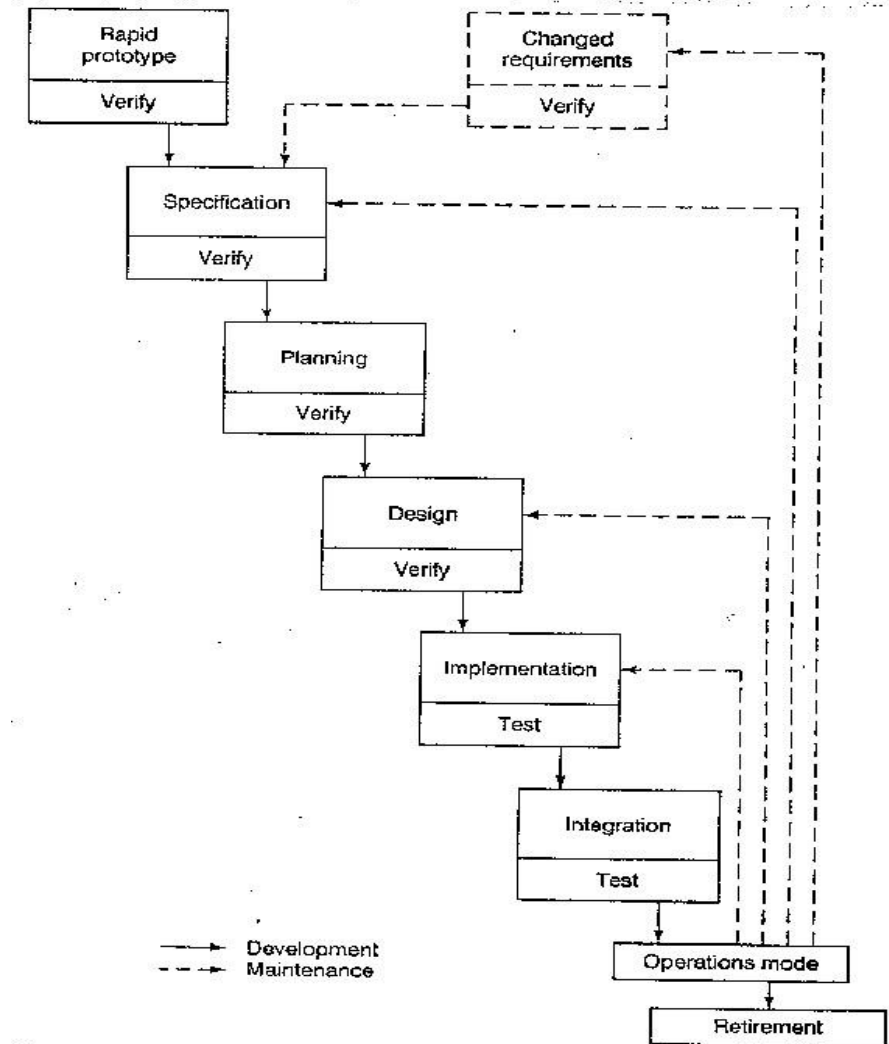 Rapid
prototype
Verify
Changed
requirements
Verify
Specification
Verify
Planning
Verify
Design
Verify
Implementation
Test
Integration
Test
Development
Maintenance
Operations mode
Retirement